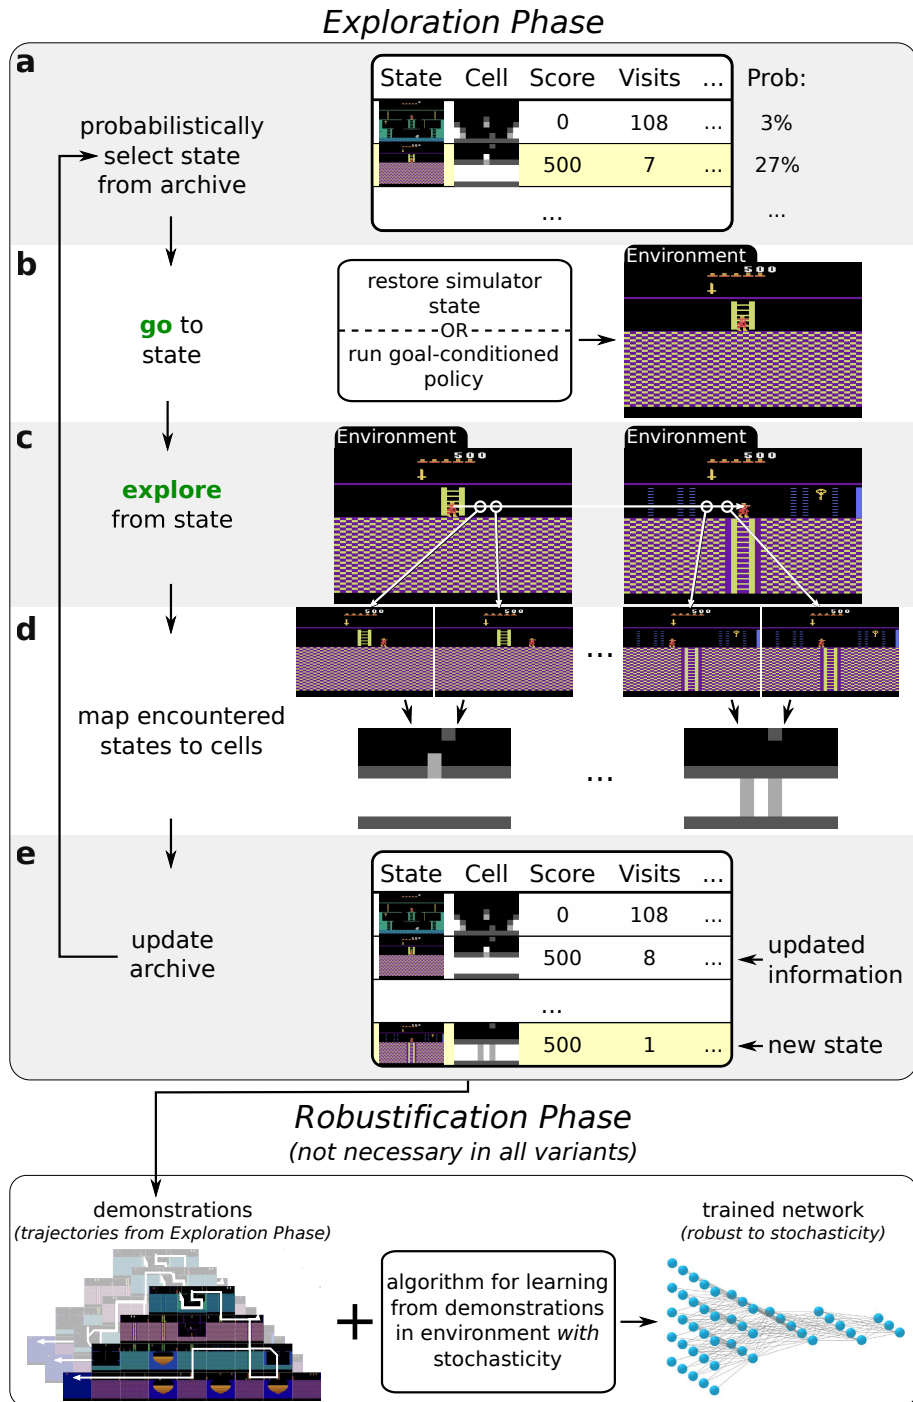 Exploration Phase
a
State Cell Score Visits ... Prob:
0 108 ... 3%
500 7 ... 27%
... ...
probabilistically
select state
from archive
b
go to
state
restore simulator
state
OR
run goal-conditioned
policy
Environment
500
c
explore
from state
Environment
500
Environment
500
d
map encountered
states to cells
500
500
...
500
500
...
e
update
archive
State Cell Score Visits ...
0 108 ...
500 8 ...
...
500 1 ...
updated
information
new state
Robustification Phase
(not necessary in all variants)
demonstrations
(trajectories from Exploration Phase)
+
algorithm for learning
from demonstrations
in environment with
stochasticity
trained network
(robust to stochasticity)